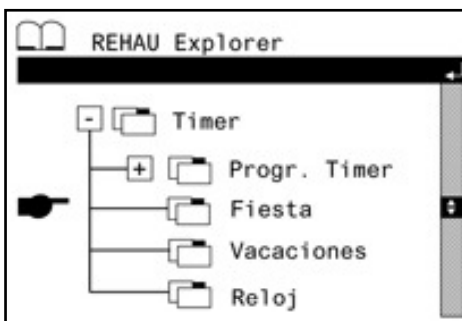 REHAU Explorer
Timer
Progr. Timer
Fiesta
Vacaciones
Reloj